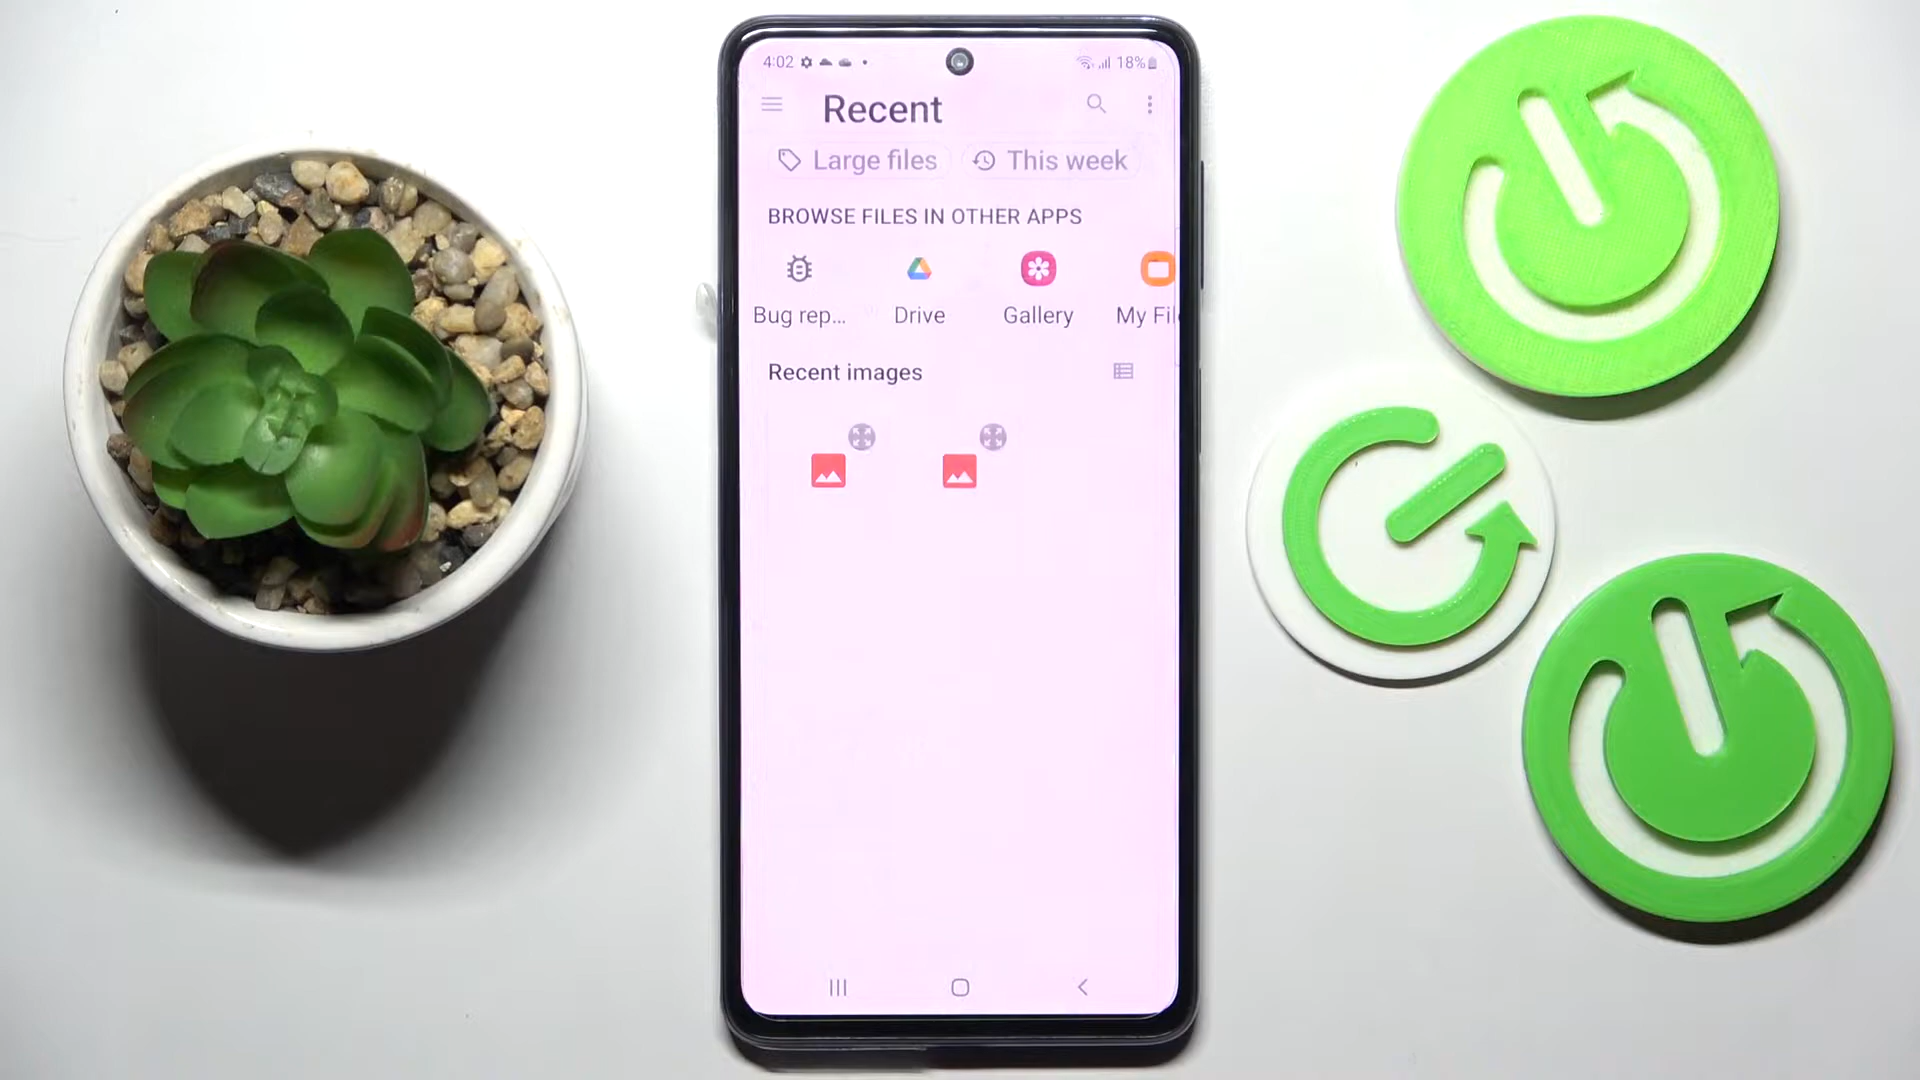 4:02 18%
Recent
Large files This week
BROWSE FILES IN OTHER APPS
Bug rep... Drive Gallery My Fil
Recent images